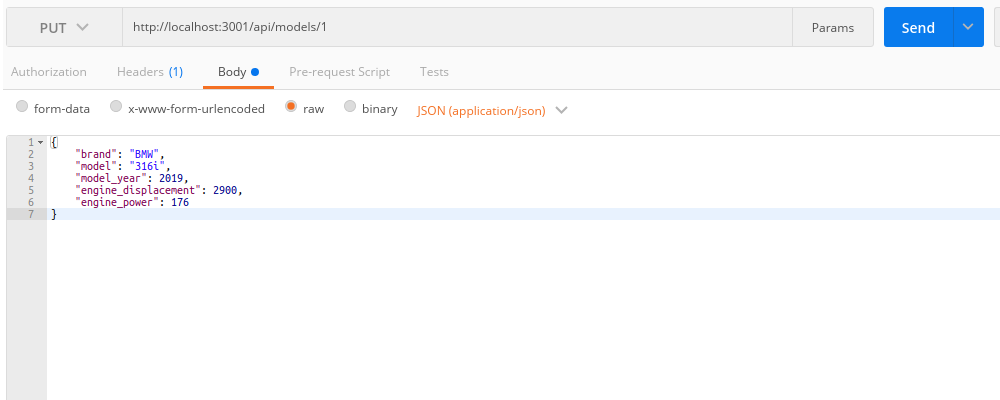 PUT http://localhost:3001/api/models/1 Params Send
Authorization Headers (1) Body Pre-request Script Tests
form-data x-www-form-urlencoded raw binary JSON (application/json)
1 {
2 "brand": "BMW",
3 "model": "316i",
4 "model_year": 2019,
5 "engine_displacement": 2900,
6 "engine_power": 176
7 }